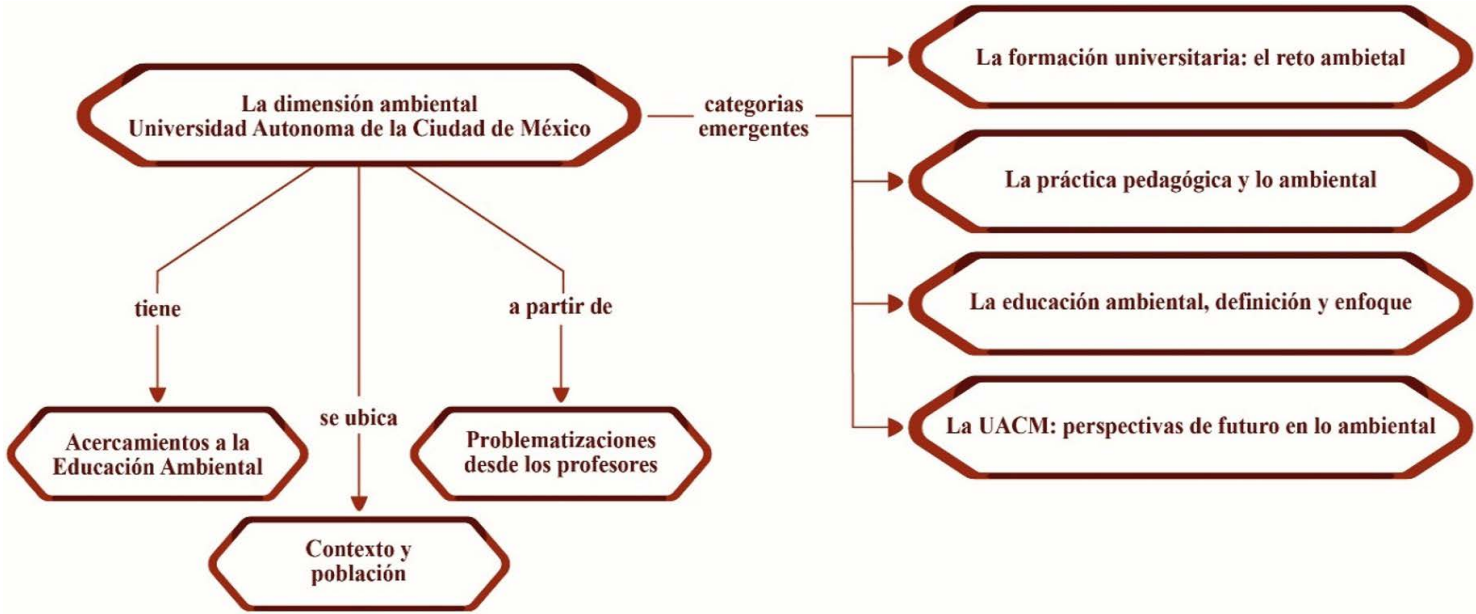 La dimensión ambiental
Universidad Autonoma de la Ciudad de México
categorias
emergentes
La formación universitaria: el reto ambietal
La práctica pedagógica y lo ambiental
La educación ambiental, definición y enfoque
La UACM: perspectivas de futuro en lo ambiental
tiene
se ubica
a partir de
Acercamientos a la
Educación Ambiental
Contexto y
población
Problematizaciones
desde los profesores